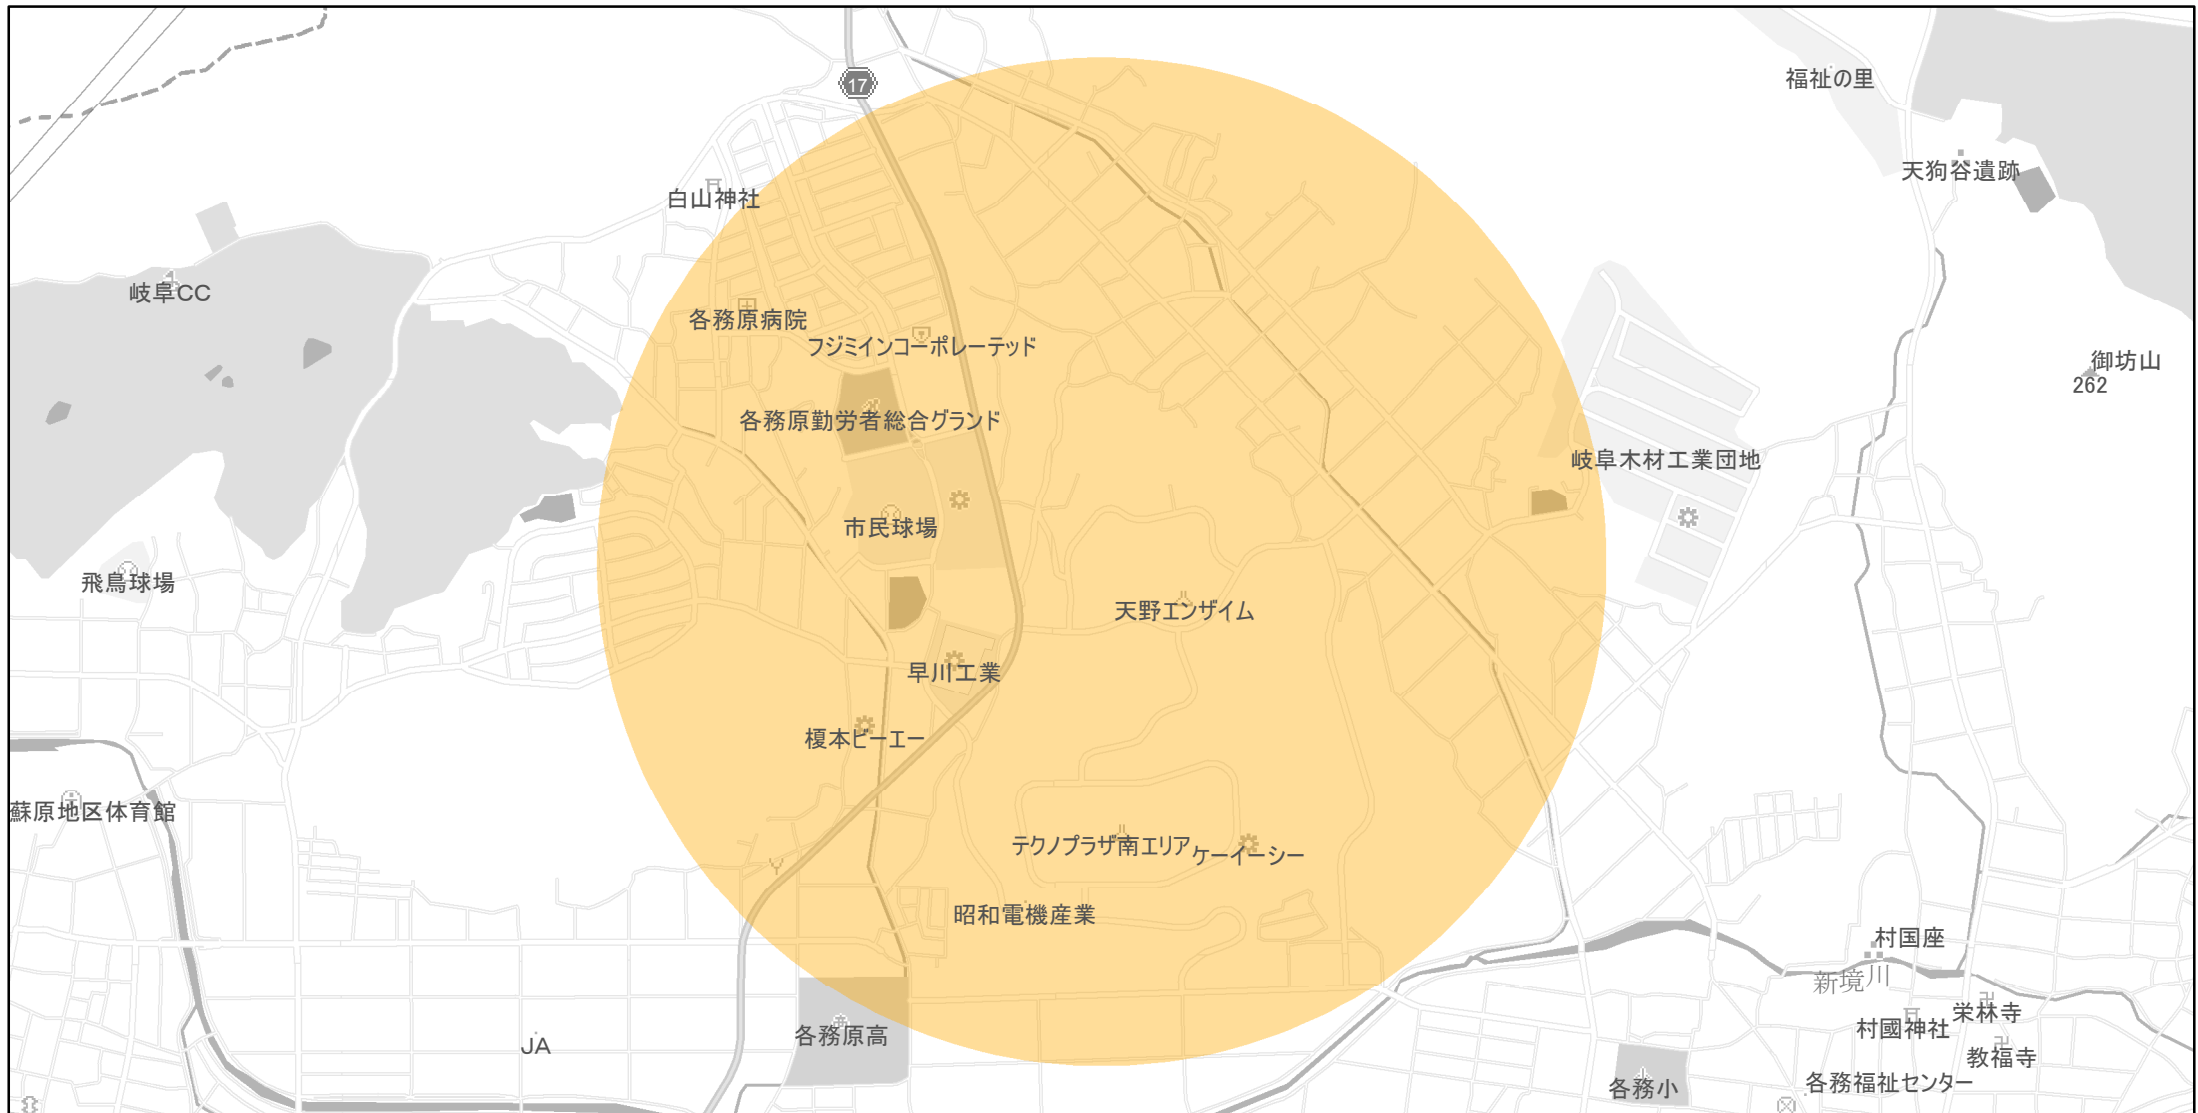 17
福祉の里
天狗谷遺跡
白山神社
岐阜CC
各務原病院
フジミインコーポレーテッド
御坊山
262
各務原勤労者総合グランド
岐阜木材工業団地
市民球場
飛鳥球場
天野エンザイム
早川工業
榎本ビーエー
蘇原地区体育館
テクノプラザ南エリア
ケーイーシー
昭和電機産業
村国座
新境川
栄林寺
村國神社
各務原高
JA
教福寺
各務福祉センター
各務小